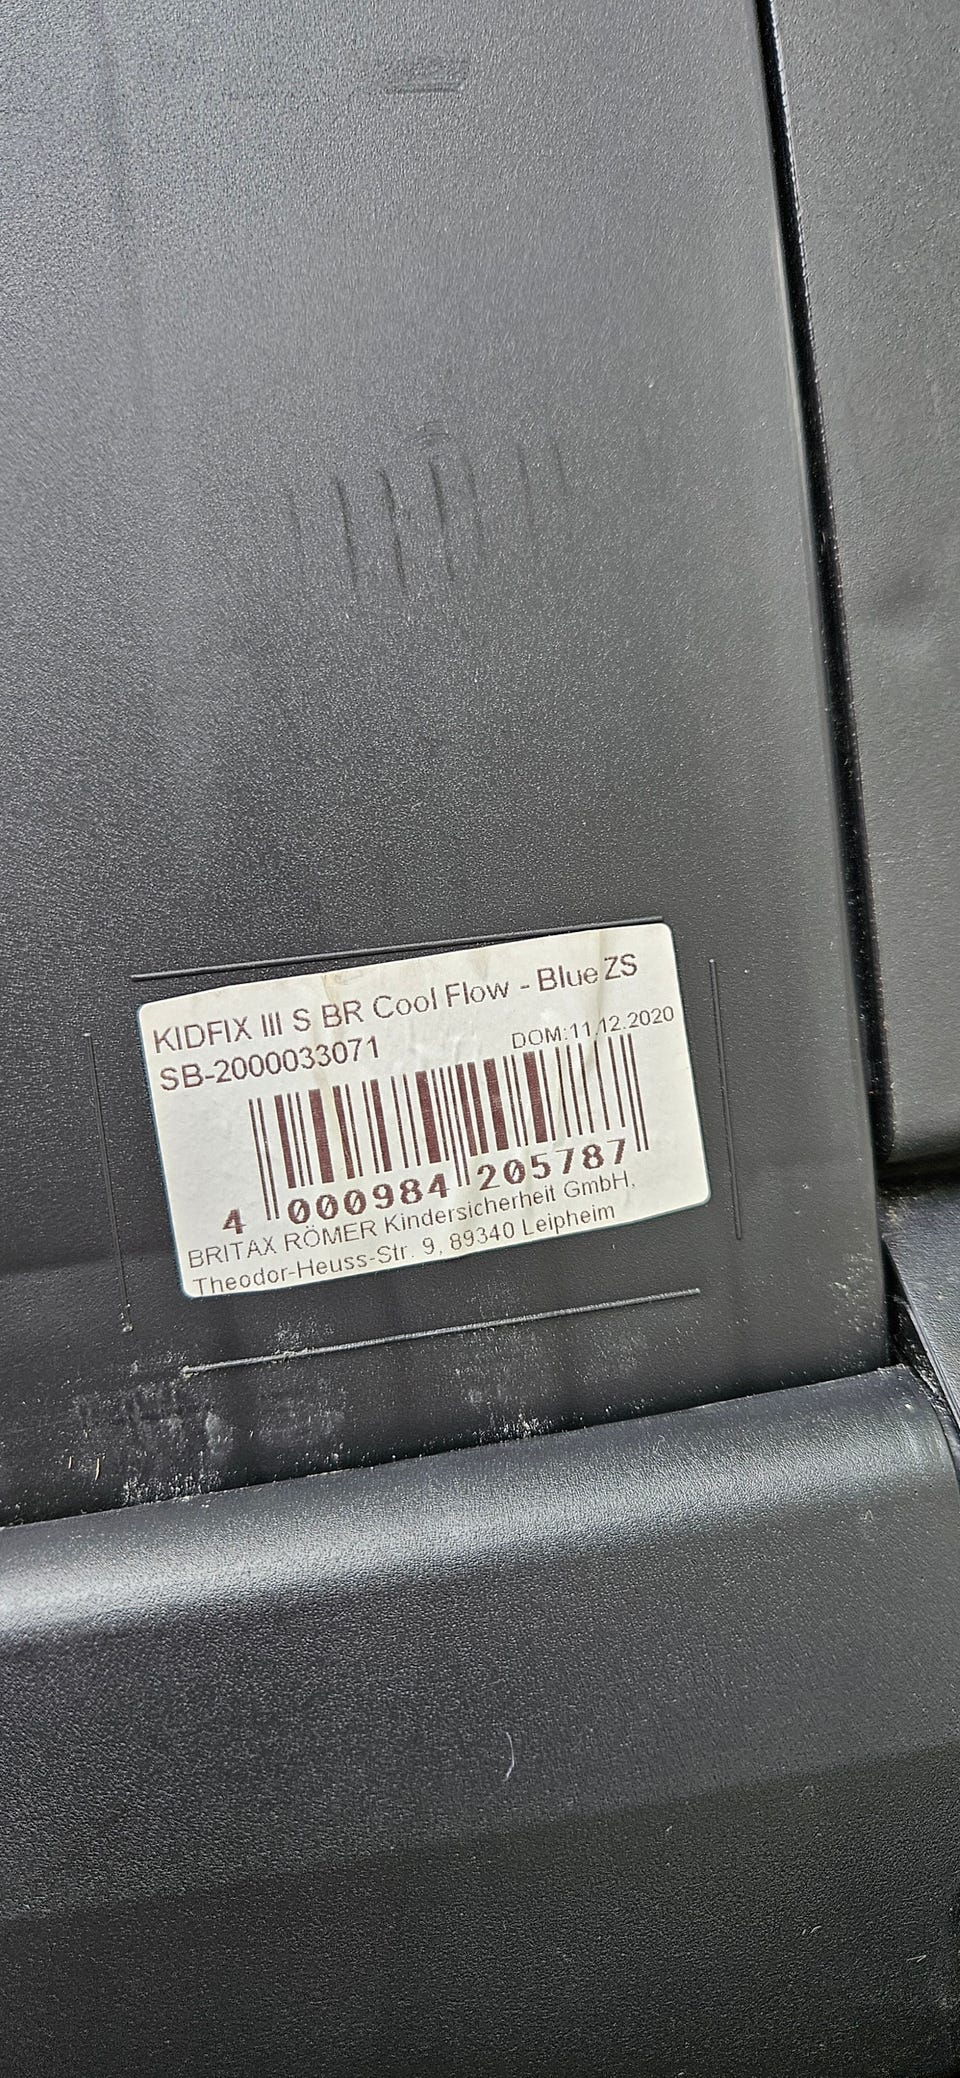 KIDFIX III S BR Cool Flow - Blue ZS
SB-2000033071
DOM:11.12.2020
4 000984 205787
BRITAX RÖMER Kindersicherheit GmbH,
Theodor-Heuss-Str. 9, 89340 Leipheim